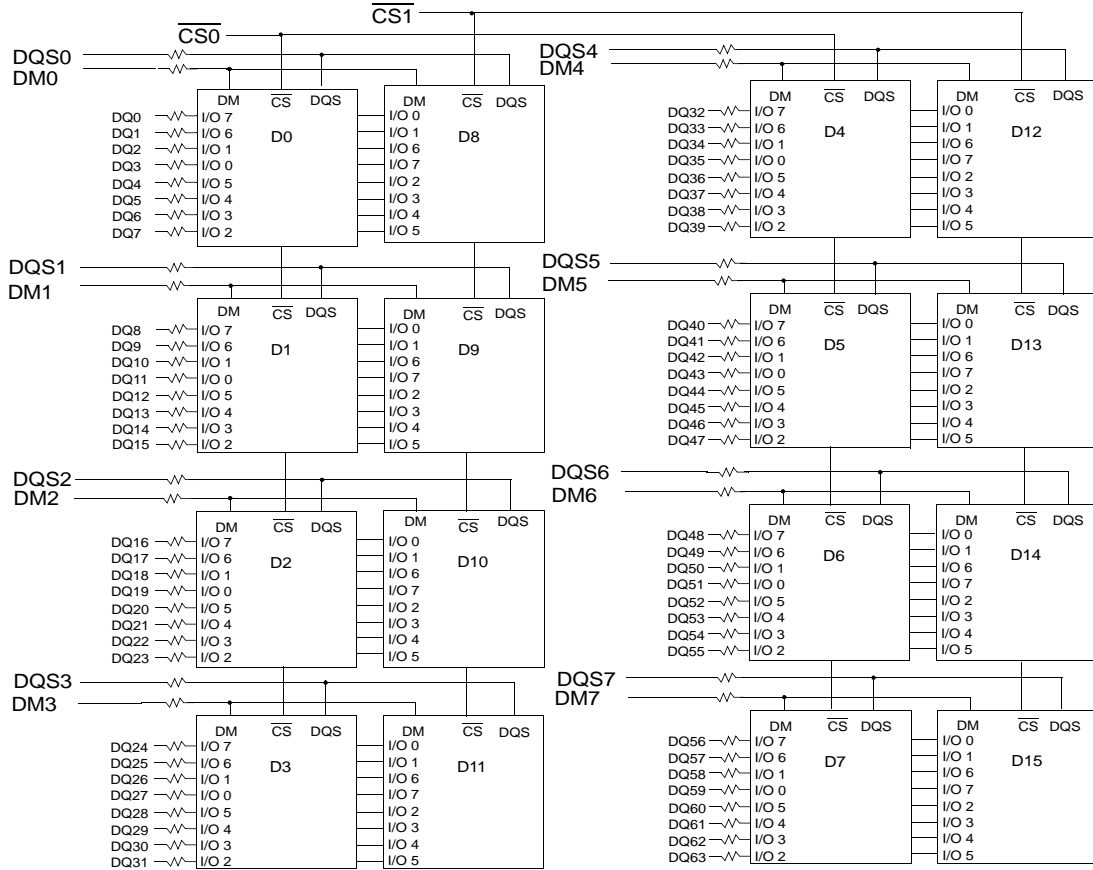 CS1
CS0
DQS0
DM0
DM CS DQS DM CS DQS
D0 D8
DQ0 I/O 7 I/O 0
DQ1 I/O 6 I/O 1
DQ2 I/O 1 I/O 6
DQ3 I/O 0 I/O 7
DQ4 I/O 5 I/O 2
DQ5 I/O 4 I/O 3
DQ6 I/O 3 I/O 4
DQ7 I/O 2 I/O 5
DQS1
DM1
DM CS DQS DM CS DQS
D1 D9
DQ8 I/O 7 I/O 0
DQ9 I/O 6 I/O 1
DQ10 I/O 1 I/O 6
DQ11 I/O 0 I/O 7
DQ12 I/O 5 I/O 2
DQ13 I/O 4 I/O 3
DQ14 I/O 3 I/O 4
DQ15 I/O 2 I/O 5
DQS2
DM2
DM CS DQS DM CS DQS
D2 D10
DQ16 I/O 7 I/O 0
DQ17 I/O 6 I/O 1
DQ18 I/O 1 I/O 6
DQ19 I/O 0 I/O 7
DQ20 I/O 5 I/O 2
DQ21 I/O 4 I/O 3
DQ22 I/O 3 I/O 4
DQ23 I/O 2 I/O 5
DQS3
DM3
DM CS DQS DM CS DQS
D3 D11
DQ24 I/O 7 I/O 0
DQ25 I/O 6 I/O 1
DQ26 I/O 1 I/O 6
DQ27 I/O 0 I/O 7
DQ28 I/O 5 I/O 2
DQ29 I/O 4 I/O 3
DQ30 I/O 3 I/O 4
DQ31 I/O 2 I/O 5
DQS4
DM4
DM CS DQS DM CS DQS
D4 D12
DQ32 I/O 7 I/O 0
DQ33 I/O 6 I/O 1
DQ34 I/O 1 I/O 6
DQ35 I/O 0 I/O 7
DQ36 I/O 5 I/O 2
DQ37 I/O 4 I/O 3
DQ38 I/O 3 I/O 4
DQ39 I/O 2 I/O 5
DQS5
DM5
DM CS DQS DM CS DQS
D5 D13
DQ40 I/O 7 I/O 0
DQ41 I/O 6 I/O 1
DQ42 I/O 1 I/O 6
DQ43 I/O 0 I/O 7
DQ44 I/O 5 I/O 2
DQ45 I/O 4 I/O 3
DQ46 I/O 3 I/O 4
DQ47 I/O 2 I/O 5
DQS6
DM6
DM CS DQS DM CS DQS
D6 D14
DQ48 I/O 7 I/O 0
DQ49 I/O 6 I/O 1
DQ50 I/O 1 I/O 6
DQ51 I/O 0 I/O 7
DQ52 I/O 5 I/O 2
DQ53 I/O 4 I/O 3
DQ54 I/O 3 I/O 4
DQ55 I/O 2 I/O 5
DQS7
DM7
DM CS DQS DM CS DQS
D7 D15
DQ56 I/O 7 I/O 0
DQ57 I/O 6 I/O 1
DQ58 I/O 1 I/O 6
DQ59 I/O 0 I/O 7
DQ60 I/O 5 I/O 2
DQ61 I/O 4 I/O 3
DQ62 I/O 3 I/O 4
DQ63 I/O 2 I/O 5